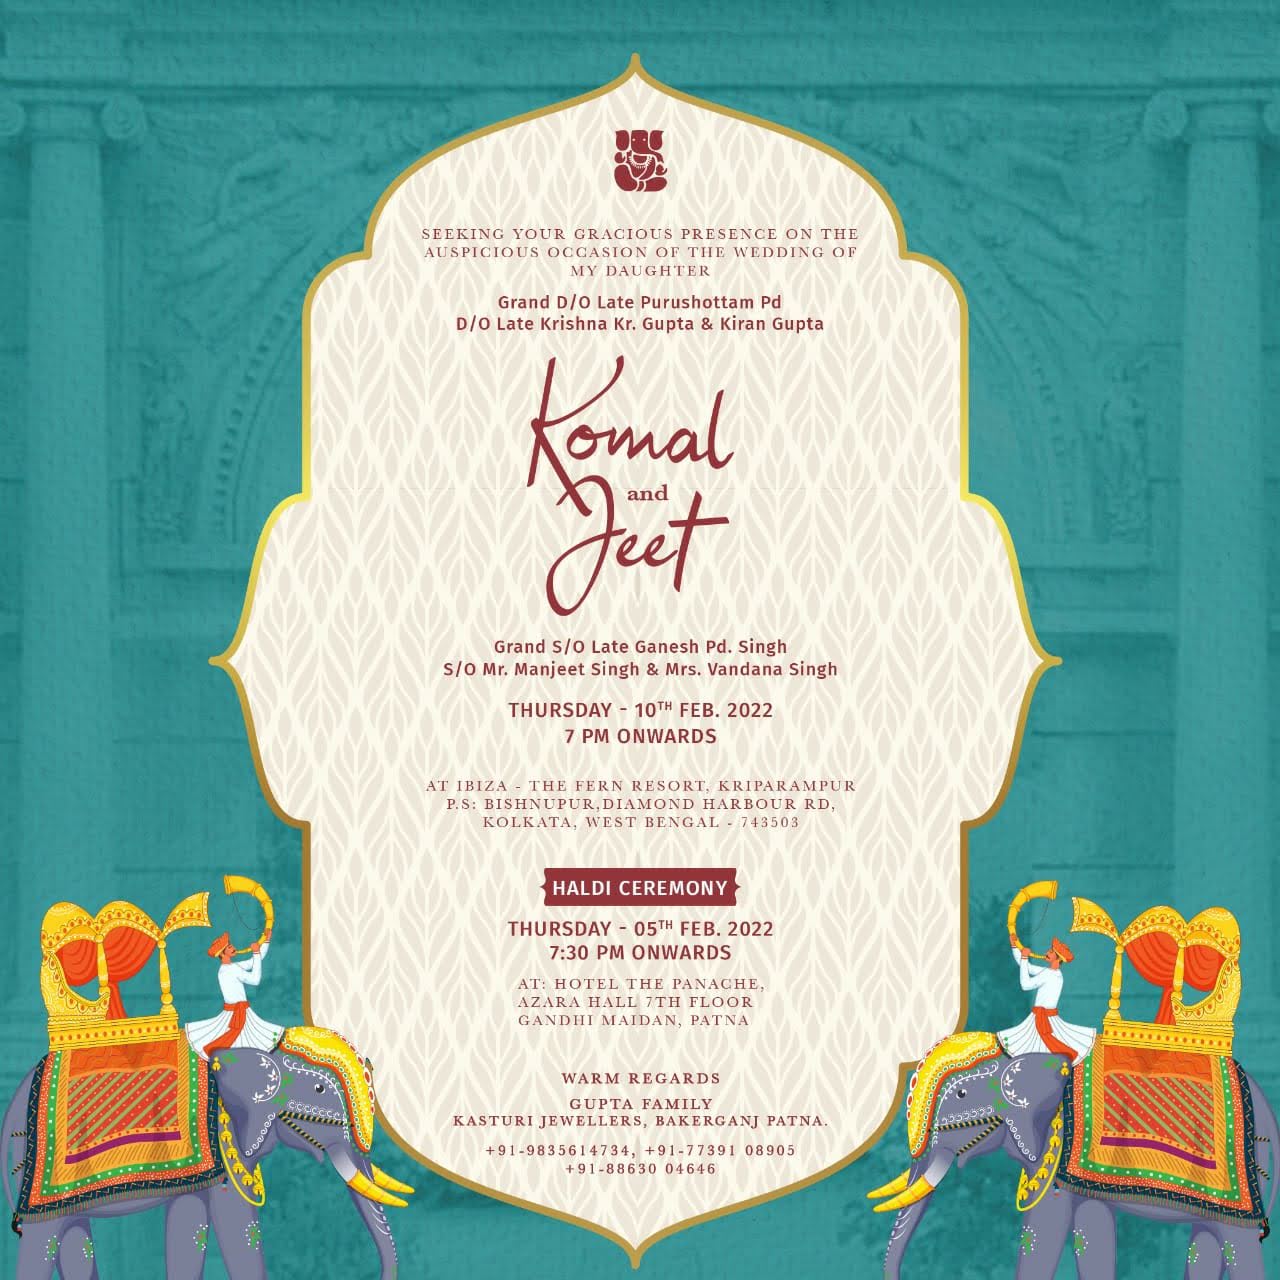 SEEKING YOUR GRACIOUS PRESENCE ON THE
AUSPICIOUS OCCASION OF THE WEDDING OF
MY DAUGHTER
Grand D/O Late Purushottam Pd
D/O Late Krishna Kr. Gupta & Kiran Gupta
Komal
and
Jeet
Grand S/O Late Ganesh Pd. Singh
S/O Mr. Manjeet Singh & Mrs. Vandana Singh
THURSDAY - 10TH FEB. 2022
7 PM ONWARDS
AT IBIZA - THE FERN RESORT, KRIPARAMPUR
P.S: BISHNUPUR,DIAMOND HARBOUR RD,
KOLKATA, WEST BENGAL - 743503
HALDI CEREMONY
THURSDAY - 05TH FEB. 2022
7:30 PM ONWARDS
AT: HOTEL THE PANACHE,
AZARA HALL 7TH FLOOR
GANDHI MAIDAN, PATNA
WARM REGARDS
GUPTA FAMILY
KASTURI JEWELLERS, BAKERGANJ PATNA.
+91-9835614734, +91-77391 08905
+91-88630 04646